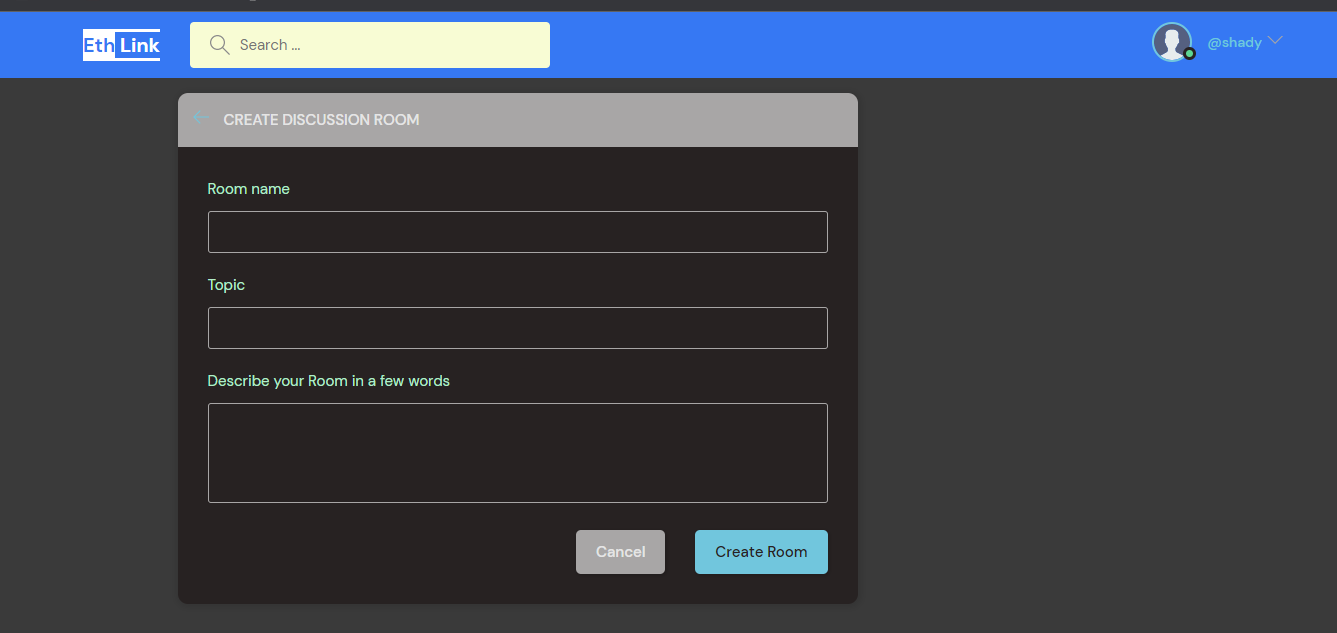 Eth Link
Search ...
@shady
CREATE DISCUSSION ROOM
Room name
Topic
Describe your Room in a few words
Cancel
Create Room